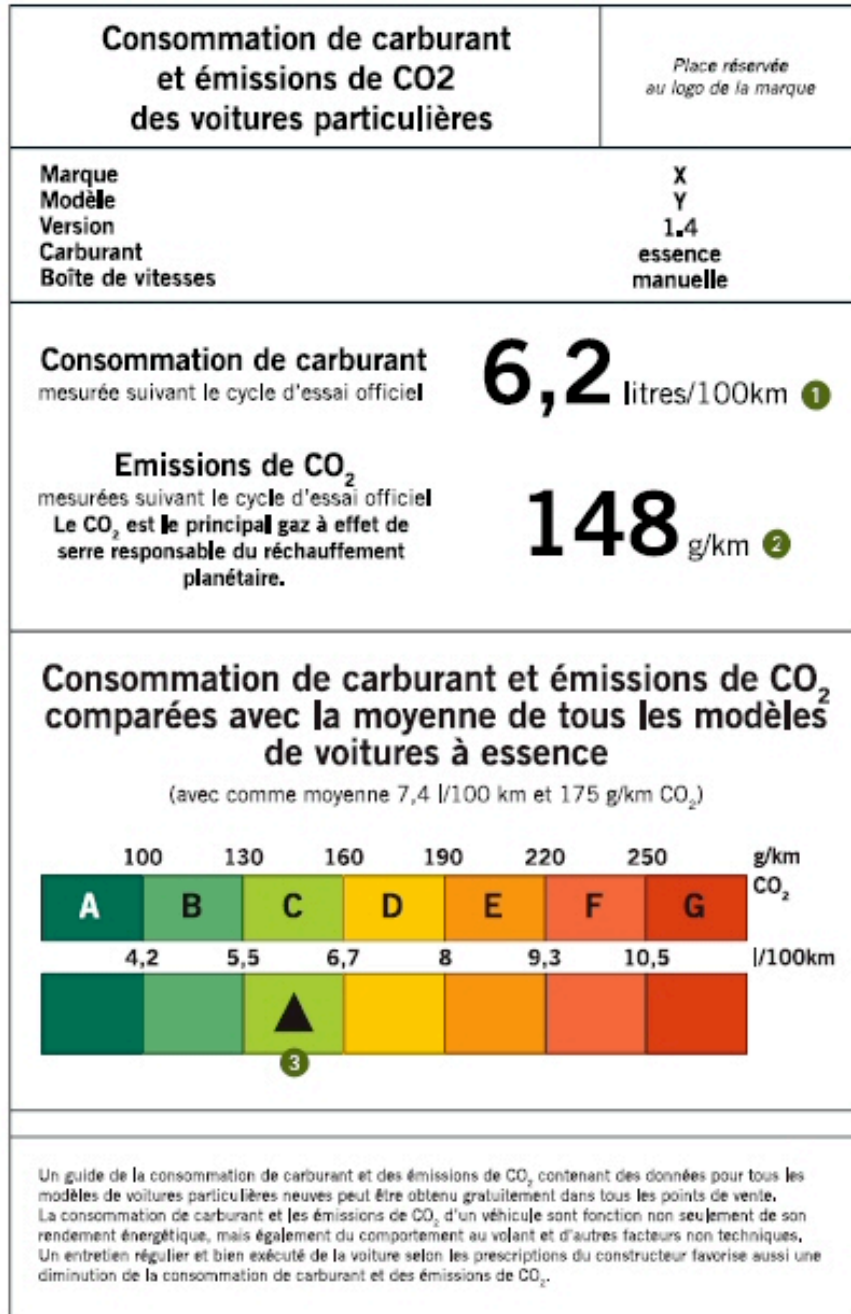 Consommation de carburant
et émissions de CO2
des voitures particulières
Place réservée
au logo de la marque
Marque X
Modèle Y
Version 1.4
Carburant essence
Boîte de vitesses manuelle
Consommation de carburant
mesurée suivant le cycle d'essai officiel
6,2 litres/100km 1
Emissions de CO₂
mesurées suivant le cycle d'essai officiel
Le CO₂ est le principal gaz à effet de
serre responsable du réchauffement
planétaire.
148 g/km 2
Consommation de carburant et émissions de CO₂
comparées avec la moyenne de tous les modèles
de voitures à essence
(avec comme moyenne 7,4 l/100 km et 175 g/km CO₂)
100 130 160 190 220 250 g/km
A B C D E F G CO₂
4,2 5,5 6,7 8 9,3 10,5 l/100km
3
Un guide de la consommation de carburant et des émissions de CO₂ contenant des données pour tous les
modèles de voitures particulières neuves peut être obtenu gratuitement dans tous les points de vente.
La consommation de carburant et les émissions de CO₂ d'un véhicule sont fonction non seulement de son
rendement énergétique, mais également du comportement au volant et d'autres facteurs non techniques.
Un entretien régulier et bien exécuté de la voiture selon les prescriptions du constructeur favorise aussi une
diminution de la consommation de carburant et des émissions de CO₂.